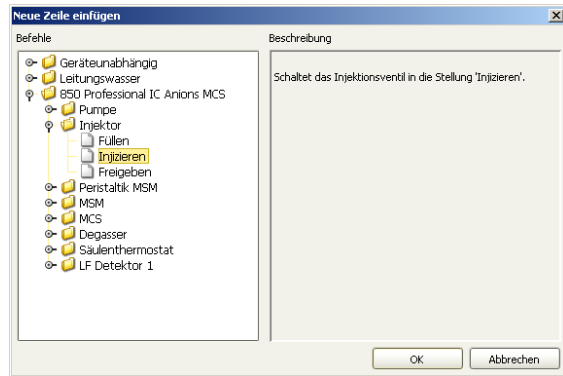 Neue Zeile einfügen
Befehle
Beschreibung
Geräteunabhängig
Leitungswasser
850 Professional IC Anions MCS
Pumpe
Injektor
Füllen
Injizieren
Freigeben
Peristaltik MSM
MSM
MCS
Degasser
Säulenthermostat
LF Detektor 1
Schaltet das Injektionsventil in die Stellung 'Injizieren'.
OK
Abbrechen